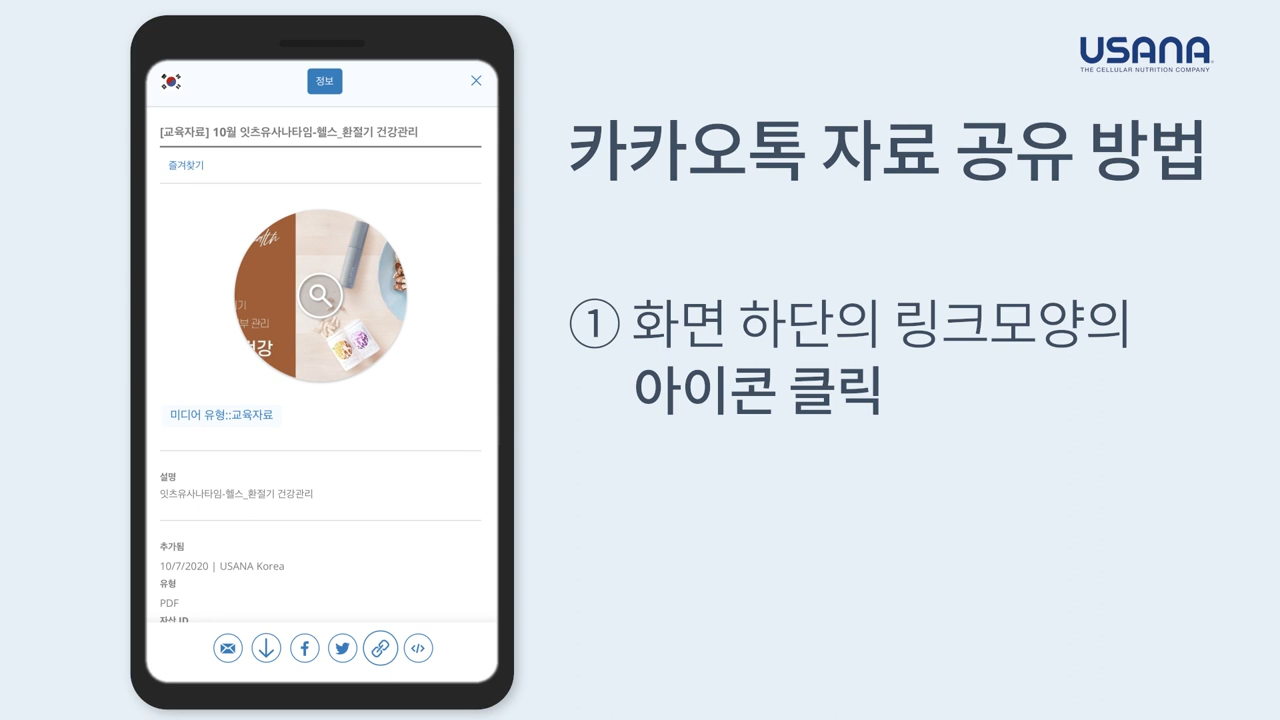 정보
[교육자료] 10월 잇츠유사나타임-헬스_환절기 건강관리
즐겨찾기
미디어 유형::교육자료
설명
잇츠유사나타임-헬스_환절기 건강관리
추가됨
10/7/2020 | USANA Korea
유형
PDF
자산 ID
USANA
THE CELLULAR NUTRITION COMPANY
카카오톡 자료 공유 방법
① 화면 하단의 링크모양의
아이콘 클릭